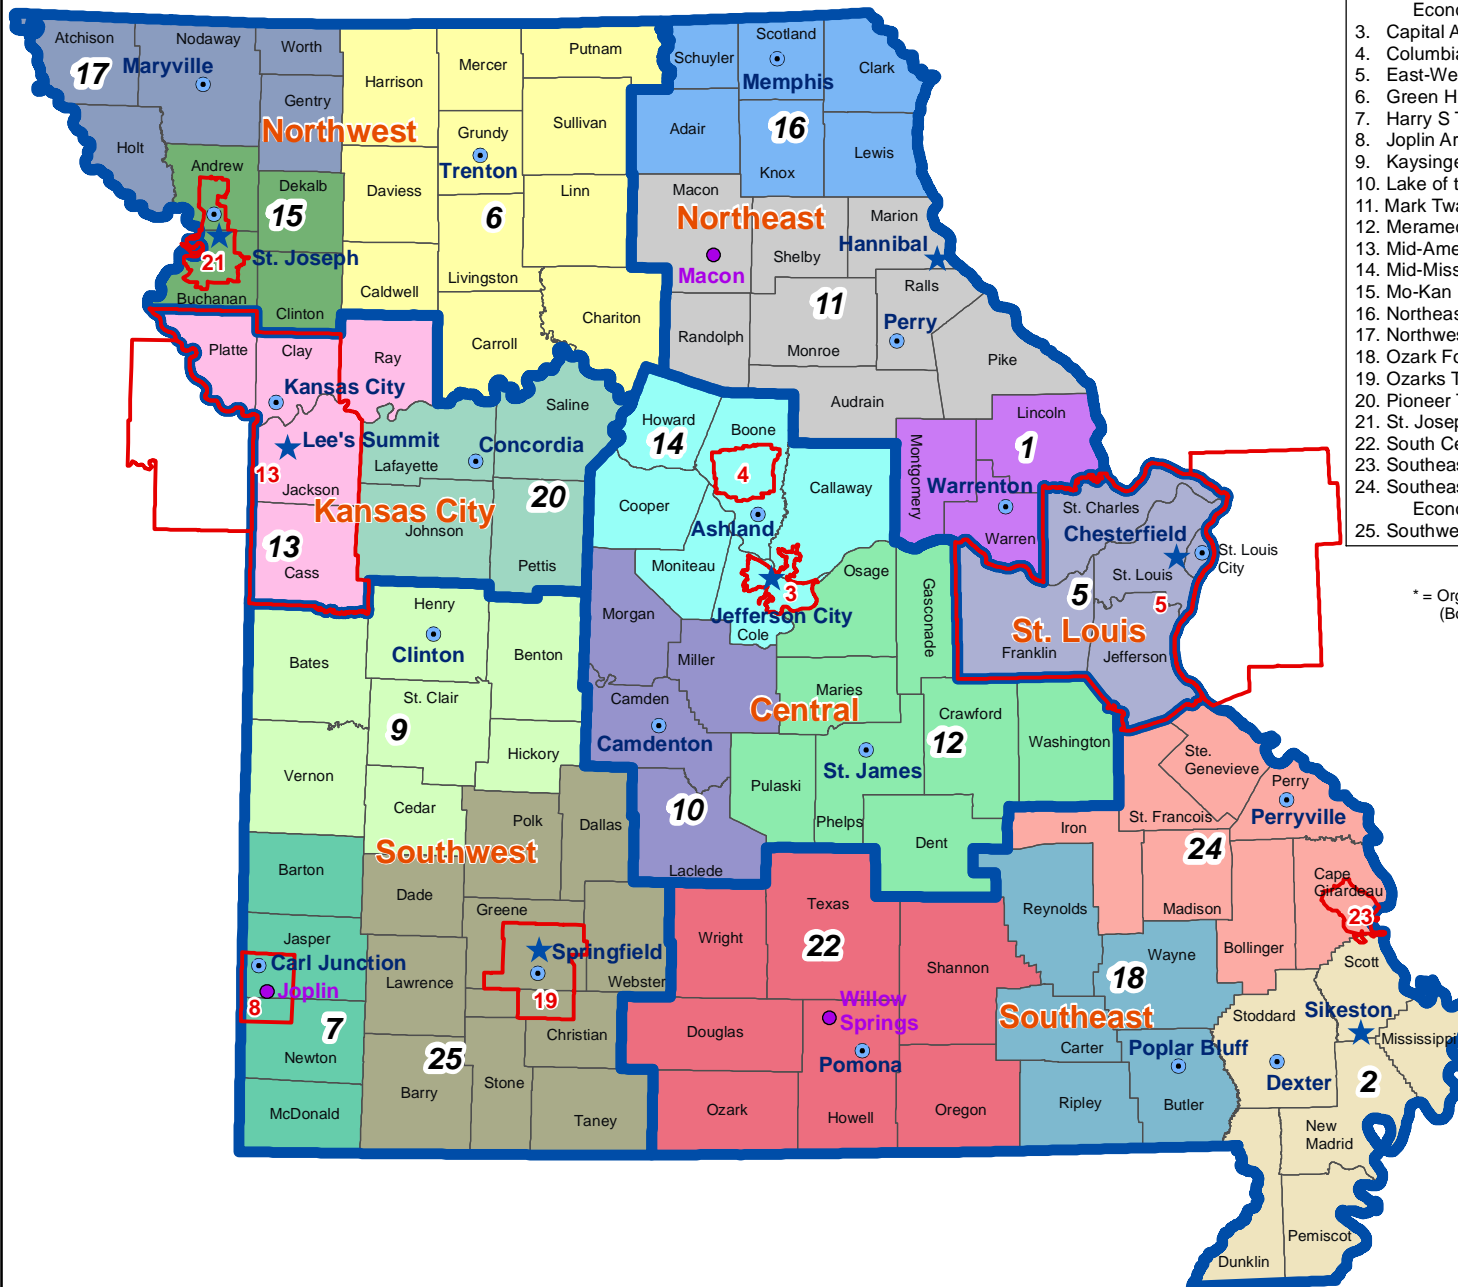 Atchison
Nodaway
Worth
17
Maryville
Gentry
Holt
Northwest
Andrew
Dekalb
15
St. Joseph
21
Buchanan
Clinton
Harrison
Mercer
Putnam
Grundy
Trenton
Sullivan
Daviess
6
Linn
Livingston
Caldwell
Carroll
Chariton
Schuyler
Scotland
Memphis
Clark
Adair
16
Knox
Lewis
Macon
Northeast
Marion
Hannibal
Shelby
Macon
Ralls
11
Perry
Randolph
Monroe
Pike
Audrain
Platte
Clay
Ray
Kansas City
Lee's Summit
13
Jackson
Kansas City
13
Cass
Saline
Concordia
Lafayette
20
Johnson
Pettis
Howard
14
Boone
4
Callaway
Cooper
Ashland
Moniteau
3
Jefferson City
Cole
Montgomery
Lincoln
1
Warrenton
Warren
St. Charles
Chesterfield
St. Louis
City
St. Louis
5
5
St. Louis
Franklin
Jefferson
Henry
Clinton
Bates
Benton
St. Clair
9
Hickory
Vernon
Cedar
Morgan
Miller
Camden
Camdenton
10
Laclede
Osage
Gasconade
Maries
Central
Crawford
12
Washington
St. James
Pulaski
Phelps
Dent
Southwest
Polk
Dallas
Barton
Dade
Greene
Springfield
Webster
19
Jasper
Carl Junction
Joplin
8
7
Newton
McDonald
Lawrence
25
Christian
Barry
Stone
Taney
Texas
Wright
22
Shannon
Willow
Springs
Douglas
Pomona
Ozark
Howell
Oregon
Iron
St. Francois
Ste.
Genevieve
Perry
Perryville
24
Cape
Girardeau
23
Madison
Bollinger
Reynolds
Wayne
18
Southeast
Carter
Poplar Bluff
Ripley
Butler
Scott
Stoddard
Sikeston
Mississippi
Dexter
2
New
Madrid
Pemiscot
Dunklin
Econo
3. Capital A
4. Columbia
5. East-We
6. Green H
7. Harry S T
8. Joplin Ar
9. Kaysinge
10. Lake of t
11. Mark Twa
12. Merame
13. Mid-Ame
14. Mid-Miss
15. Mo-Kan
16. Northeas
17. Northwes
18. Ozark Fo
19. Ozarks T
20. Pioneer T
21. St. Josep
22. South Ce
23. Southeas
24. Southeas
Econo
25. Southwe
* = Org
(Bo